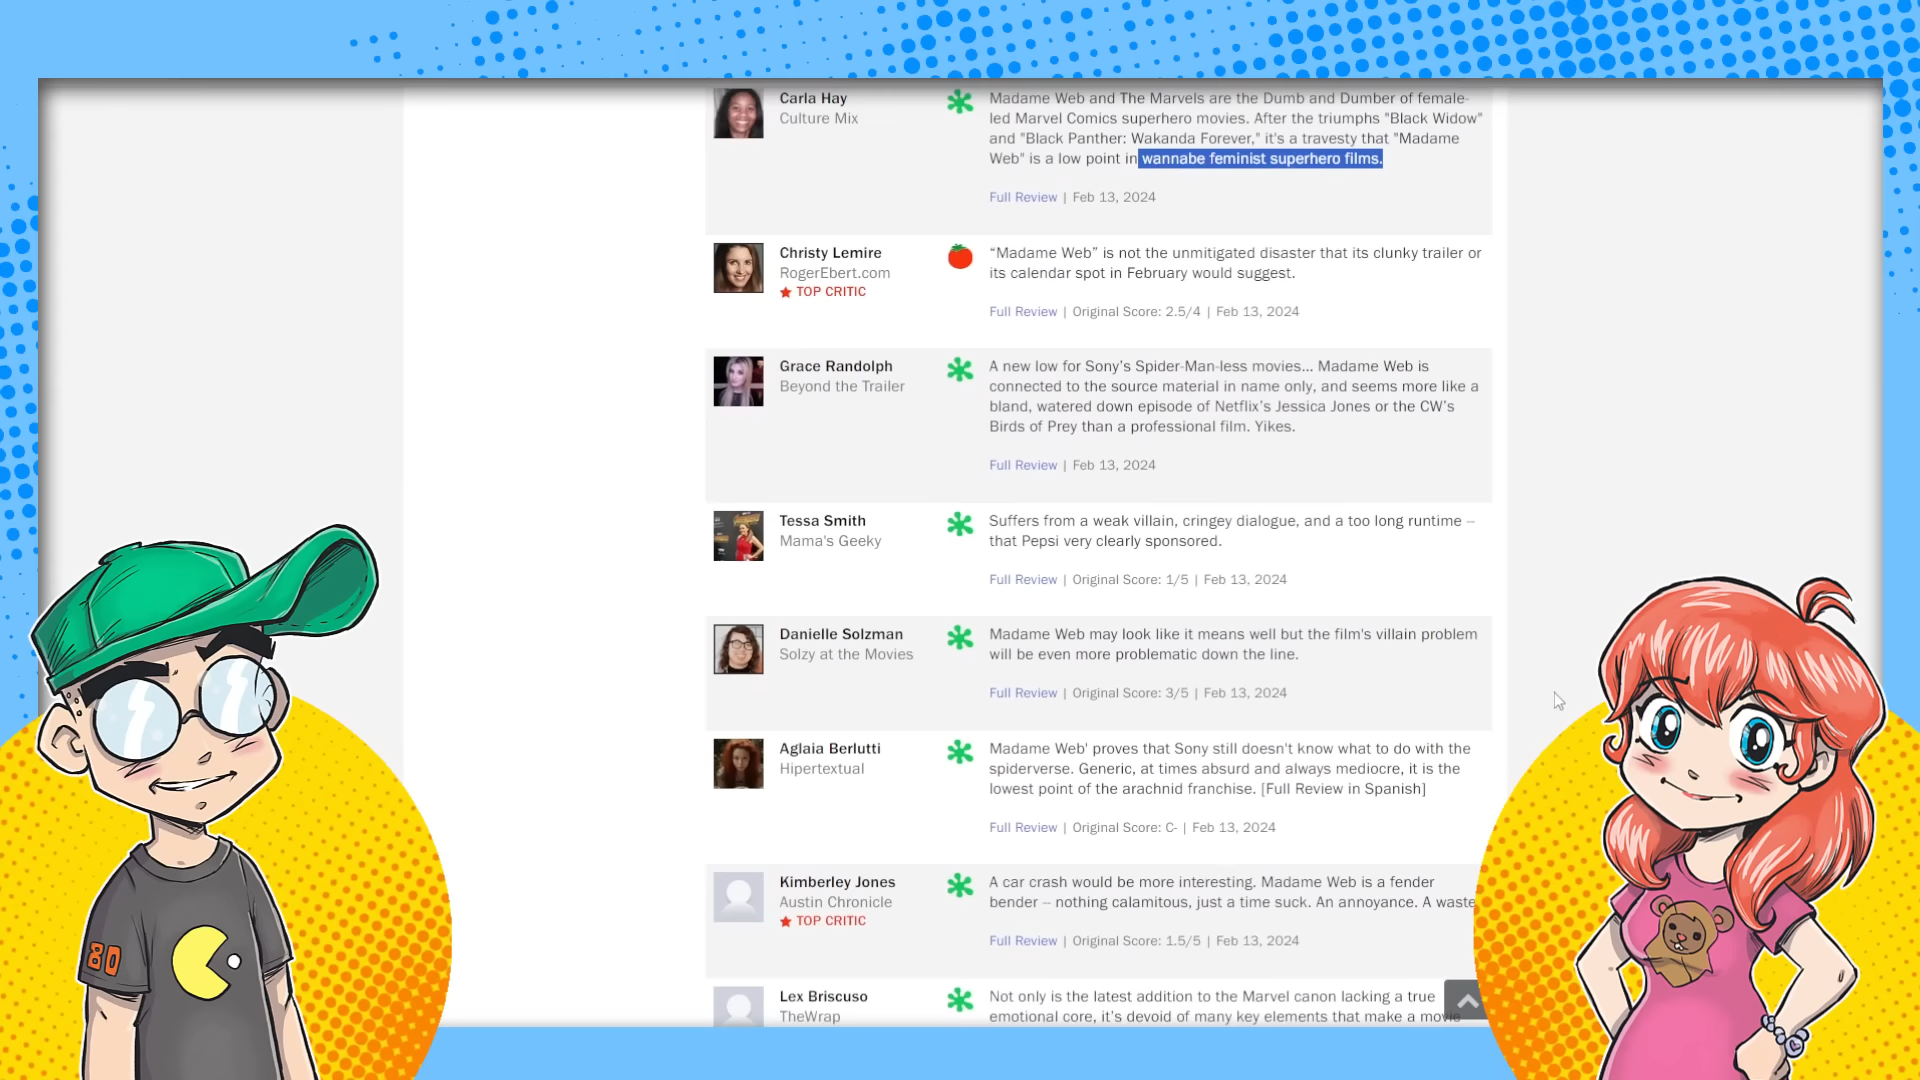 Carla Hay
Culture Mix
Madame Web and The Marvels are the Dumb and Dumber of female-
led Marvel Comics superhero movies. After the triumphs "Black Widow"
and "Black Panther: Wakanda Forever," it's a travesty that "Madame
Web" is a low point in wannabe feminist superhero films.
Full Review | Feb 13, 2024
Christy Lemire
RogerEbert.com
TOP CRITIC
“Madame Web” is not the unmitigated disaster that its clunky trailer or
its calendar spot in February would suggest.
Full Review | Original Score: 2.5/4 | Feb 13, 2024
Grace Randolph
Beyond the Trailer
A new low for Sony’s Spider-Man-less movies... Madame Web is
connected to the source material in name only, and seems more like a
bland, watered down episode of Netflix’s Jessica Jones or the CW’s
Birds of Prey than a professional film. Yikes.
Full Review | Feb 13, 2024
Tessa Smith
Mama's Geeky
Suffers from a weak villain, cringey dialogue, and a too long runtime –
that Pepsi very clearly sponsored.
Full Review | Original Score: 1/5 | Feb 13, 2024
Danielle Solzman
Solzy at the Movies
Madame Web may look like it means well but the film's villain problem
will be even more problematic down the line.
Full Review | Original Score: 3/5 | Feb 13, 2024
Aglaia Berlutti
Hipertextual
Madame Web' proves that Sony still doesn't know what to do with the
spiderverse. Generic, at times absurd and always mediocre, it is the
lowest point of the arachnid franchise. [Full Review in Spanish]
Full Review | Original Score: C- | Feb 13, 2024
Kimberley Jones
Austin Chronicle
TOP CRITIC
A car crash would be more interesting. Madame Web is a fender
bender – nothing calamitous, just a time suck. An annoyance. A waste
Full Review | Original Score: 1.5/5 | Feb 13, 2024
Lex Briscuso
TheWrap
Not only is the latest addition to the Marvel canon lacking a true
emotional core, it’s devoid of many key elements that make a movie
80